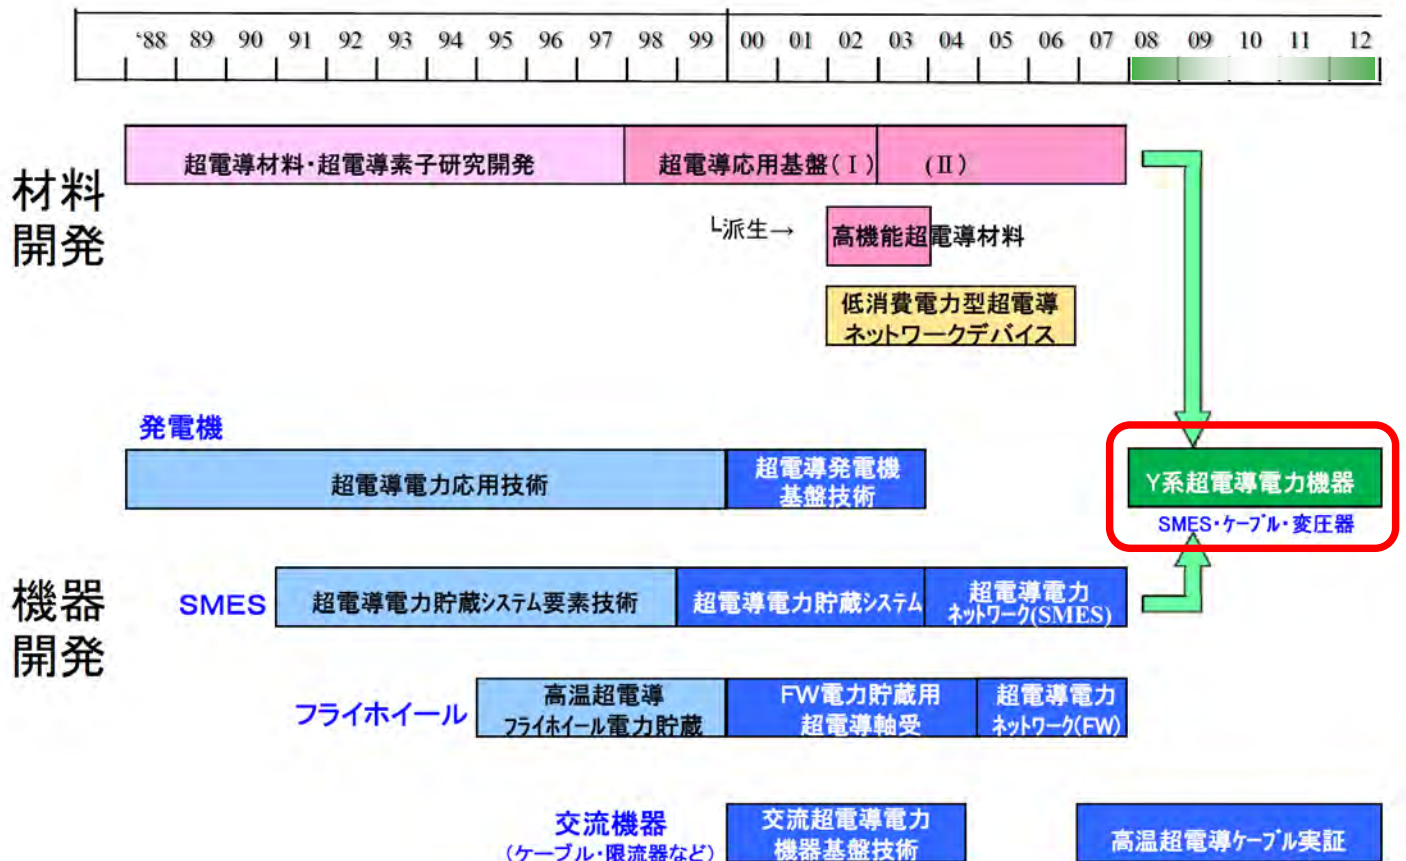 ‘88 89 90 91 92 93 94 95 96 97 98 99 00 01 02 03 04 05 06 07 08 09 10 11 12
材料
開発
超電導材料・超電導素子研究開発
超電導応用基盤(Ⅰ)
(Ⅱ)
└派生→
高機能超電導材料
低消費電力型超電導
ネットワークデバイス
発電機
超電導電力応用技術
超電導発電機
基盤技術
Y系超電導電力機器
SMES・ケーブル・変圧器
機器
開発
SMES
超電導電力貯蔵システム要素技術
超電導電力貯蔵システム
超電導電力
ネットワーク(SMES)
フライホイール
高温超電導
フライホイール電力貯蔵
FW電力貯蔵用
超電導軸受
超電導電力
ネットワーク(FW)
交流機器
(ケーブル・限流器など)
交流超電導電力
機器基盤技術
高温超電導ケーブル実証